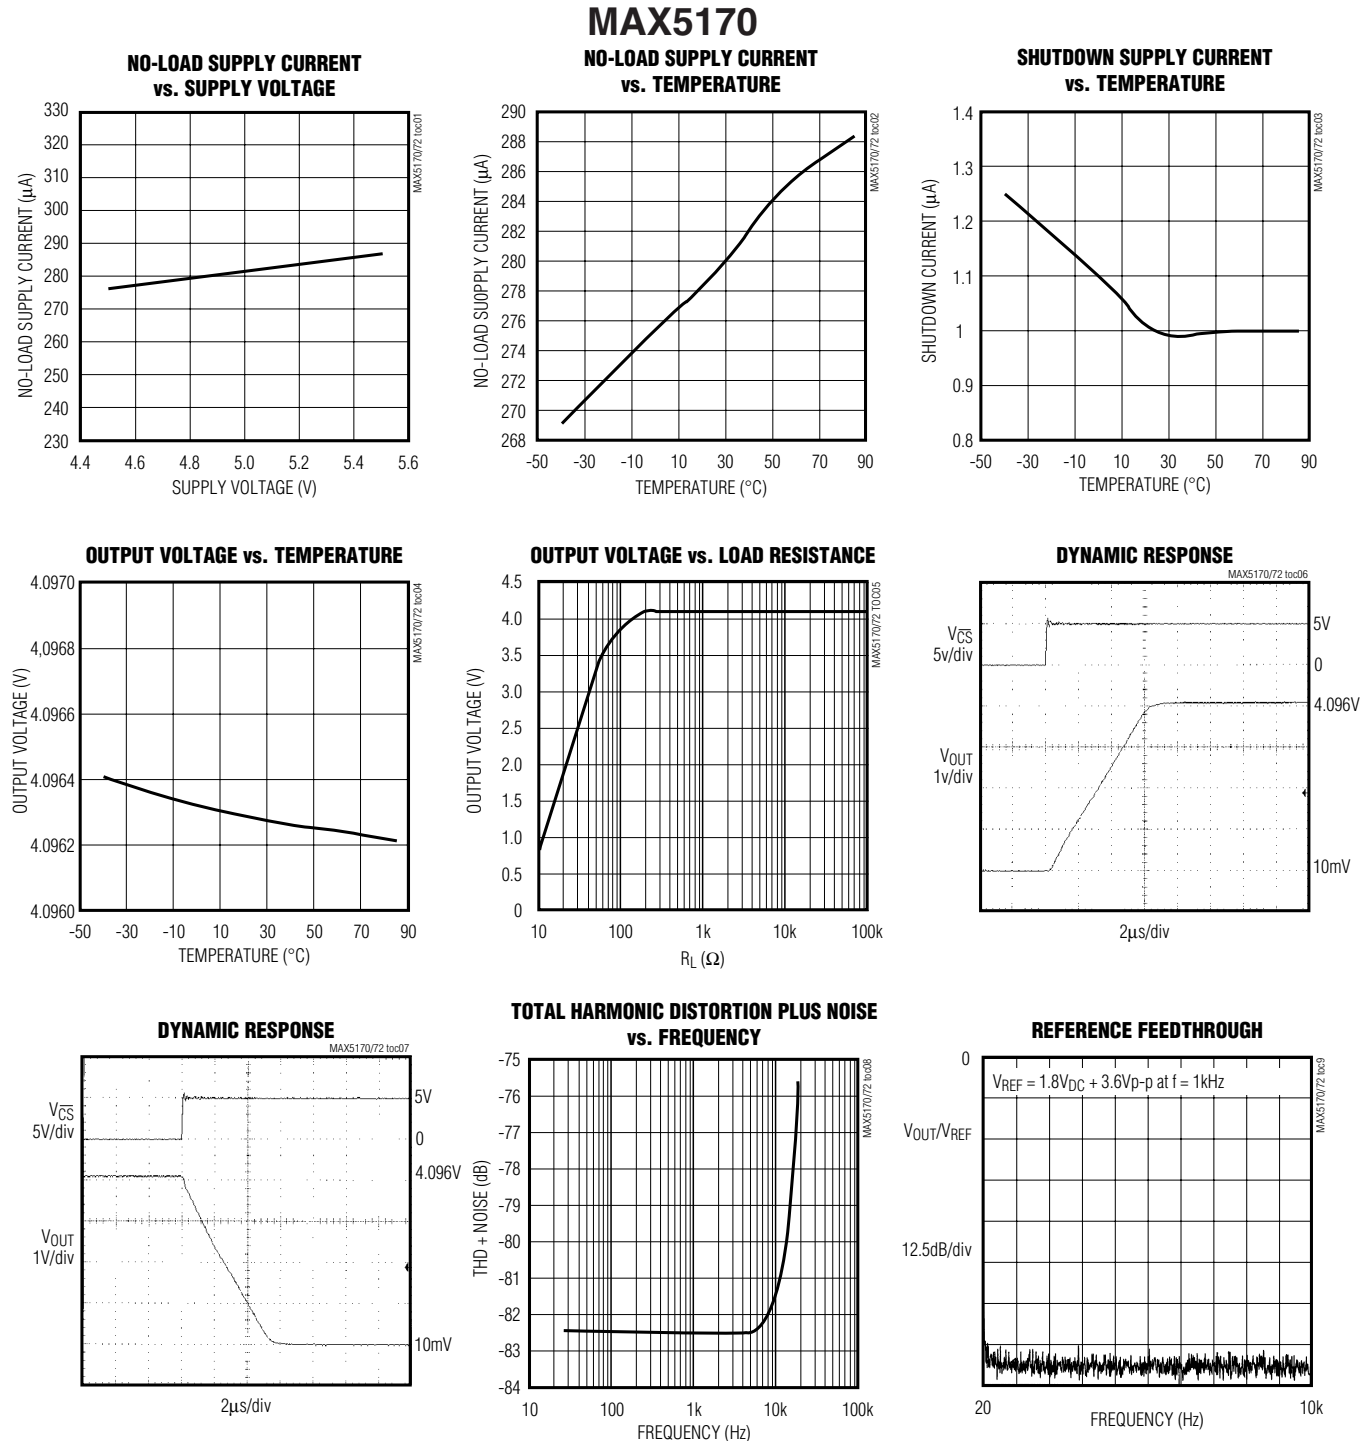 MAX5170
NO-LOAD SUPPLY CURRENT
vs. SUPPLY VOLTAGE
330
320
310
300
290
280
270
260
250
240
230
4.4 4.6 4.8 5.0 5.2 5.4 5.6
NO-LOAD SUPPLY CURRENT (μA)
SUPPLY VOLTAGE (V)
MAX5170/72 toc01
NO-LOAD SUPPLY CURRENT
vs. TEMPERATURE
290
288
286
284
282
280
278
276
274
272
270
268
-50 -30 -10 10 30 50 70 90
NO-LOAD SU0PPLY CURRENT (μA)
TEMPERATURE (°C)
MAX5170/72 toc02
SHUTDOWN SUPPLY CURRENT
vs. TEMPERATURE
1.4
1.3
1.2
1.1
1
0.9
0.8
-50 -30 -10 10 30 50 70 90
SHUTDOWN CURRENT (μA)
TEMPERATURE (°C)
MAX5170/72 toc03
OUTPUT VOLTAGE vs. TEMPERATURE
4.0970
4,0968
4.0966
4.0964
4.0962
4.0960
-50 -30 -10 10 30 50 70 90
OUTPUT VOLTAGE (V)
TEMPERATURE (°C)
MAX5170/72 toc04
OUTPUT VOLTAGE vs. LOAD RESISTANCE
4.5
4.0
3.5
3.0
2.5
2.0
1.5
1.0
0.5
0
10 100 1k 10k 100k
OUTPUT VOLTAGE (V)
RL (Ω)
MAX5170/72 TOC05
DYNAMIC RESPONSE
MAX5170/72 toc06
VCS
5v/div
5V
0
4.096V
VOUT
1v/div
10mV
2μs/div
DYNAMIC RESPONSE
MAX5170/72 toc07
VCS
5V/div
5V
0
4.096V
VOUT
1V/div
10mV
2μs/div
TOTAL HARMONIC DISTORTION PLUS NOISE
vs. FREQUENCY
-75
-76
-77
-78
-79
-80
-81
-82
-83
-84
10 100 1k 10k 100k
THD + NOISE (dB)
FREQUENCY (Hz)
MAX5170/72 toc08
REFERENCE FEEDTHROUGH
0
VREF = 1.8VDC + 3.6Vp-p at f = 1kHz
VOUT/VREF
12.5dB/div
20 10k
FREQUENCY (Hz)
MAX5170/72 toc9